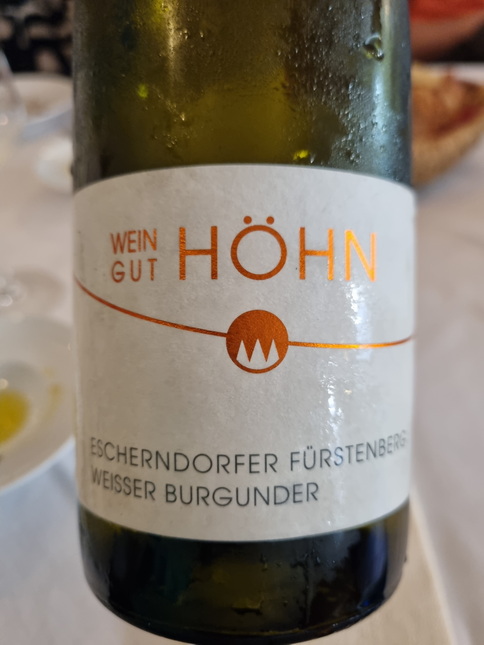 WEIN
GUT
HÖHN
ESCHERNDORFER FÜRSTENBERG
WEISSER BURGUNDER